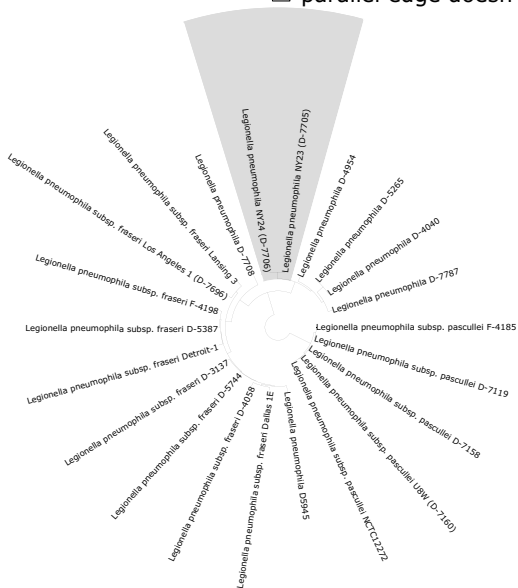 parallel edge doesn
Legionella pneumophila NY24 (D-7706)
Legionella pneumophila NY23 (D-7705)
Legionella pneumophila D-4954
Legionella pneumophila D-5265
Legionella pneumophila D-4040
Legionella pneumophila D-7787
Legionella pneumophila subsp. pascullei F-4185
Legionella pneumophila subsp. pascullei D-7119
Legionella pneumophila subsp. pascullei D-7158
Legionella pneumophila subsp. pascullei U8W (D-7160)
Legionella pneumophila subsp. pascullei NCTC12272
Legionella pneumophila D5945
Legionella pneumophila subsp. fraseri Dallas 1E
Legionella pneumophila subsp. fraseri D-4058
Legionella pneumophila subsp. fraseri D-5744
Legionella pneumophila subsp. fraseri D-3137
Legionella pneumophila subsp. fraseri Detroit-1
Legionella pneumophila subsp. fraseri D-5387
Legionella pneumophila subsp. fraseri F-4198
Legionella pneumophila subsp. fraseri Los Angeles 1 (D-7696)
Legionella pneumophila subsp. fraseri Lansing 3
Legionella pneumophila D-7708